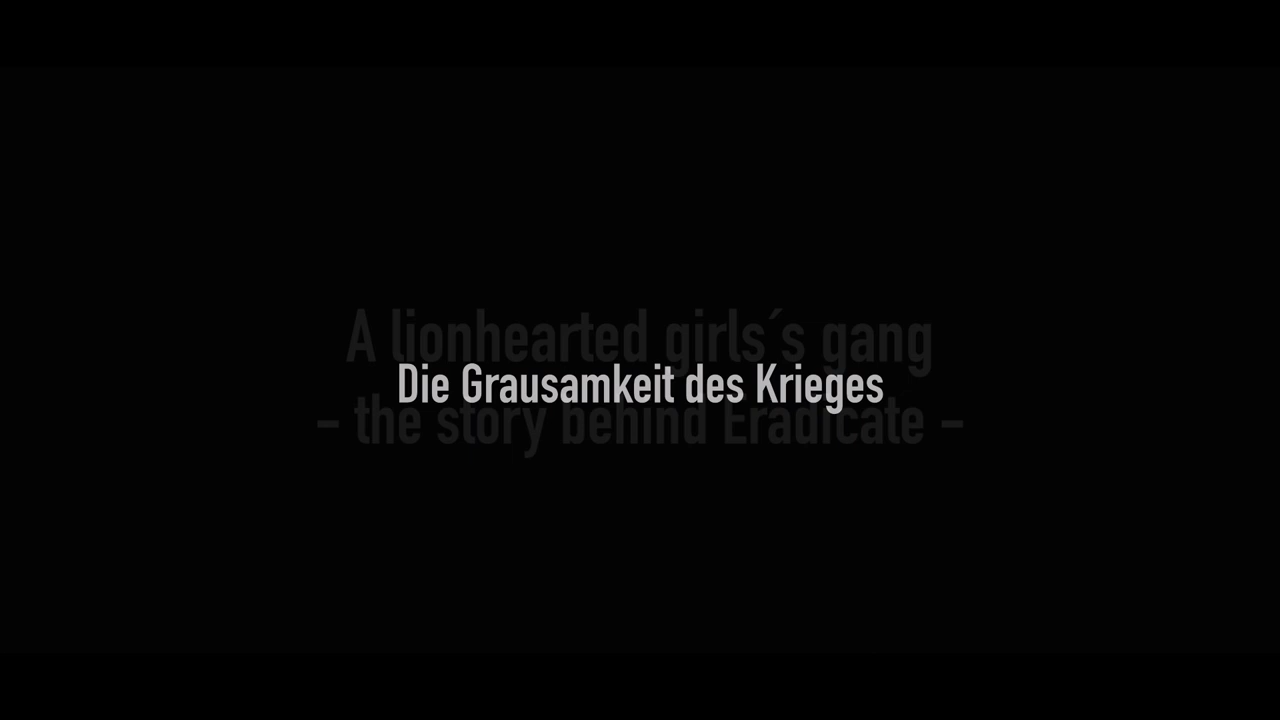 A lionhearted girls´s gang
Die Grausamkeit des Krieges
- the story behind Eradicate -